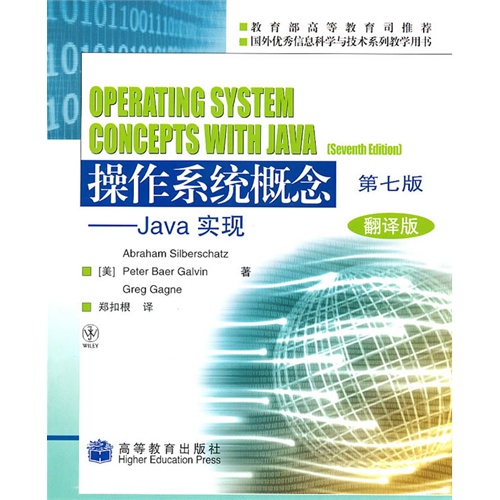 教育部高等教育司推荐
国外优秀信息科学与技术系列教学用书
OPERATING SYSTEM
CONCEPTS WITH JAVA (Seventh Edition)
操作系统概念 第七版
——Java 实现
翻译版
Abraham Silberschatz
[美] Peter Baer Galvin 著
Greg Gagne
郑扣根 译
WILEY
高等教育出版社
Higher Education Press